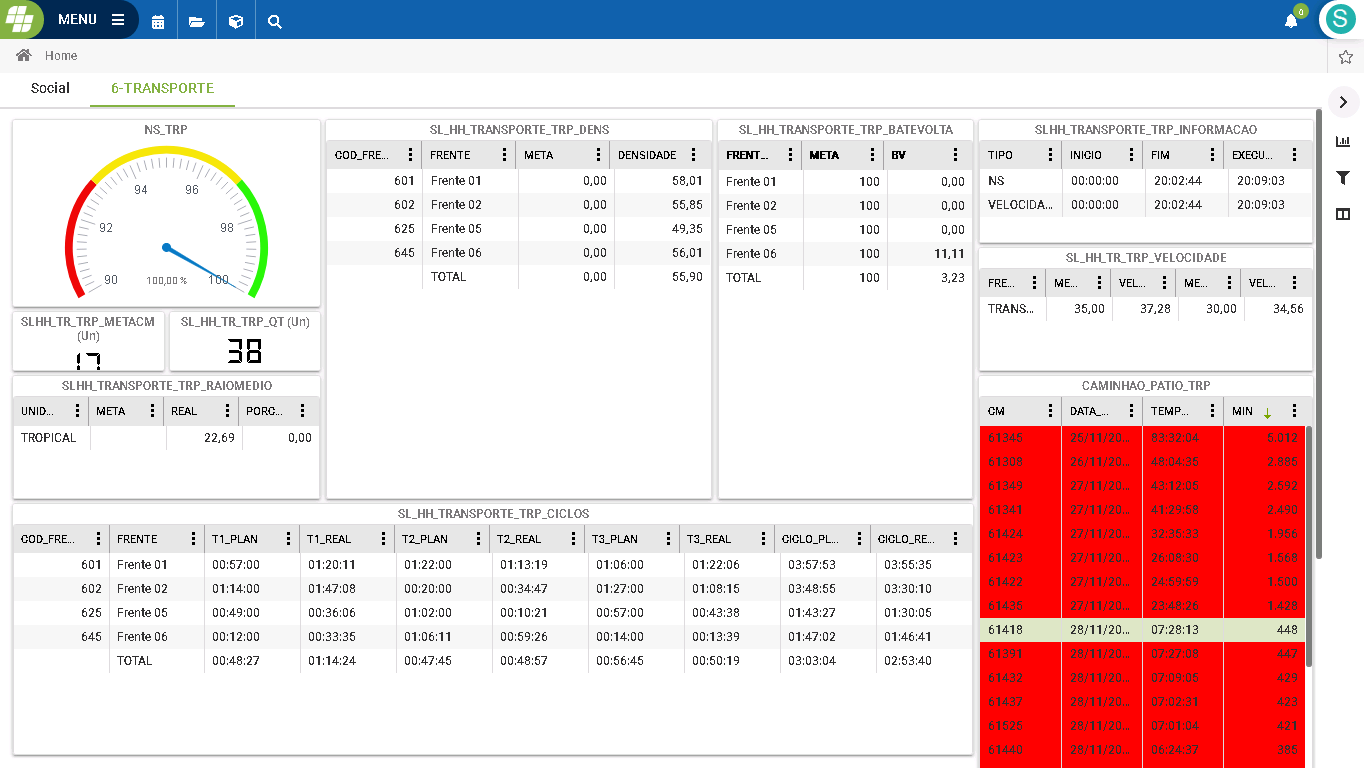 MENU
0
S
Home
Social 6-TRANSPORTE
NS_TRP
90 92 94 96 98 100
100,00 %
SLHH_TR_TRP_METACM (Un)
17
SL_HH_TR_TRP_QT (Un)
38
SLHH_TRANSPORTE_TRP_RAIOMEDIO
UNID... META REAL PORC...
TROPICAL 22,69 0,00
SL_HH_TRANSPORTE_TRP_DENS
COD_FRE... FRENTE META DENSIDADE
601 Frente 01 0,00 58,01
602 Frente 02 0,00 55,85
625 Frente 05 0,00 49,35
645 Frente 06 0,00 56,01
TOTAL 0,00 55,90
SL_HH_TRANSPORTE_TRP_BATEVOLTA
FRENT... META BV
Frente 01 100 0,00
Frente 02 100 0,00
Frente 05 100 0,00
Frente 06 100 11,11
TOTAL 100 3,23
SLHH_TRANSPORTE_TRP_INFORMACAO
TIPO INICIO FIM EXECU...
NS 00:00:00 20:02:44 20:09:03
VELOCIDA... 00:00:00 20:02:44 20:09:03
SL_HH_TR_TRP_VELOCIDADE
FRE... ME... VEL... ME... VEL...
TRANS... 35,00 37,28 30,00 34,56
SL_HH_TRANSPORTE_TRP_CICLOS
COD_FRE... FRENTE T1_PLAN T1_REAL T2_PLAN T2_REAL T3_PLAN T3_REAL CICLO_PL... CICLO_RE...
601 Frente 01 00:57:00 01:20:11 01:22:00 01:13:19 01:06:00 01:22:06 03:57:53 03:55:35
602 Frente 02 01:14:00 01:47:08 00:20:00 00:34:47 01:27:00 01:08:15 03:48:55 03:30:10
625 Frente 05 00:49:00 00:36:06 01:02:00 00:10:21 00:57:00 00:43:38 01:43:27 01:30:05
645 Frente 06 00:12:00 00:33:35 01:06:11 00:59:26 00:14:00 00:13:39 01:47:02 01:46:41
TOTAL 00:48:27 01:14:24 00:47:45 00:48:57 00:56:45 00:50:19 03:03:04 02:53:40
CAMINHAO_PATIO_TRP
CM DATA_... TEMP... MIN
61345 25/11/20... 83:32:04 5.012
61308 26/11/20... 48:04:35 2.885
61349 27/11/20... 43:12:05 2.592
61341 27/11/20... 41:29:58 2.490
61424 27/11/20... 32:35:33 1.956
61423 27/11/20... 26:08:30 1.568
61422 27/11/20... 24:59:59 1.500
61435 27/11/20... 23:48:26 1.428
61418 28/11/20... 07:28:13 448
61391 28/11/20... 07:27:08 447
61432 28/11/20... 07:09:05 429
61437 28/11/20... 07:02:31 423
61525 28/11/20... 07:01:04 421
61440 28/11/20... 06:24:37 385